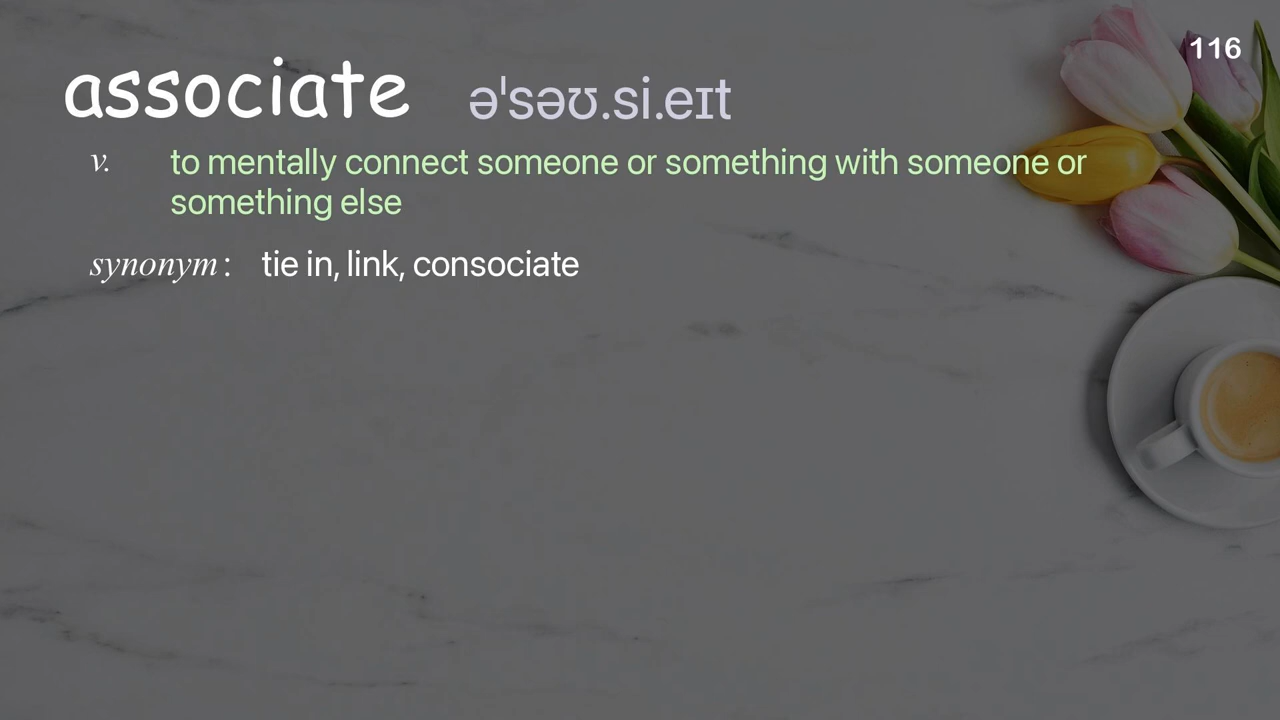 116
associate əˈsəʊ.si.eɪt
v. to mentally connect someone or something with someone or
something else
synonym : tie in, link, consociate